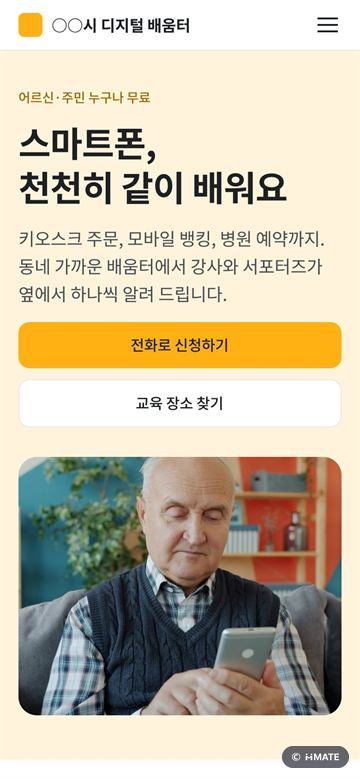 ○○시 디지털 배움터
어르신·주민 누구나 무료
스마트폰,
천천히 같이 배워요
키오스크 주문, 모바일 뱅킹, 병원 예약까지.
동네 가까운 배움터에서 강사와 서포터즈가
옆에서 하나씩 알려 드립니다.
전화로 신청하기
교육 장소 찾기
© HMATE